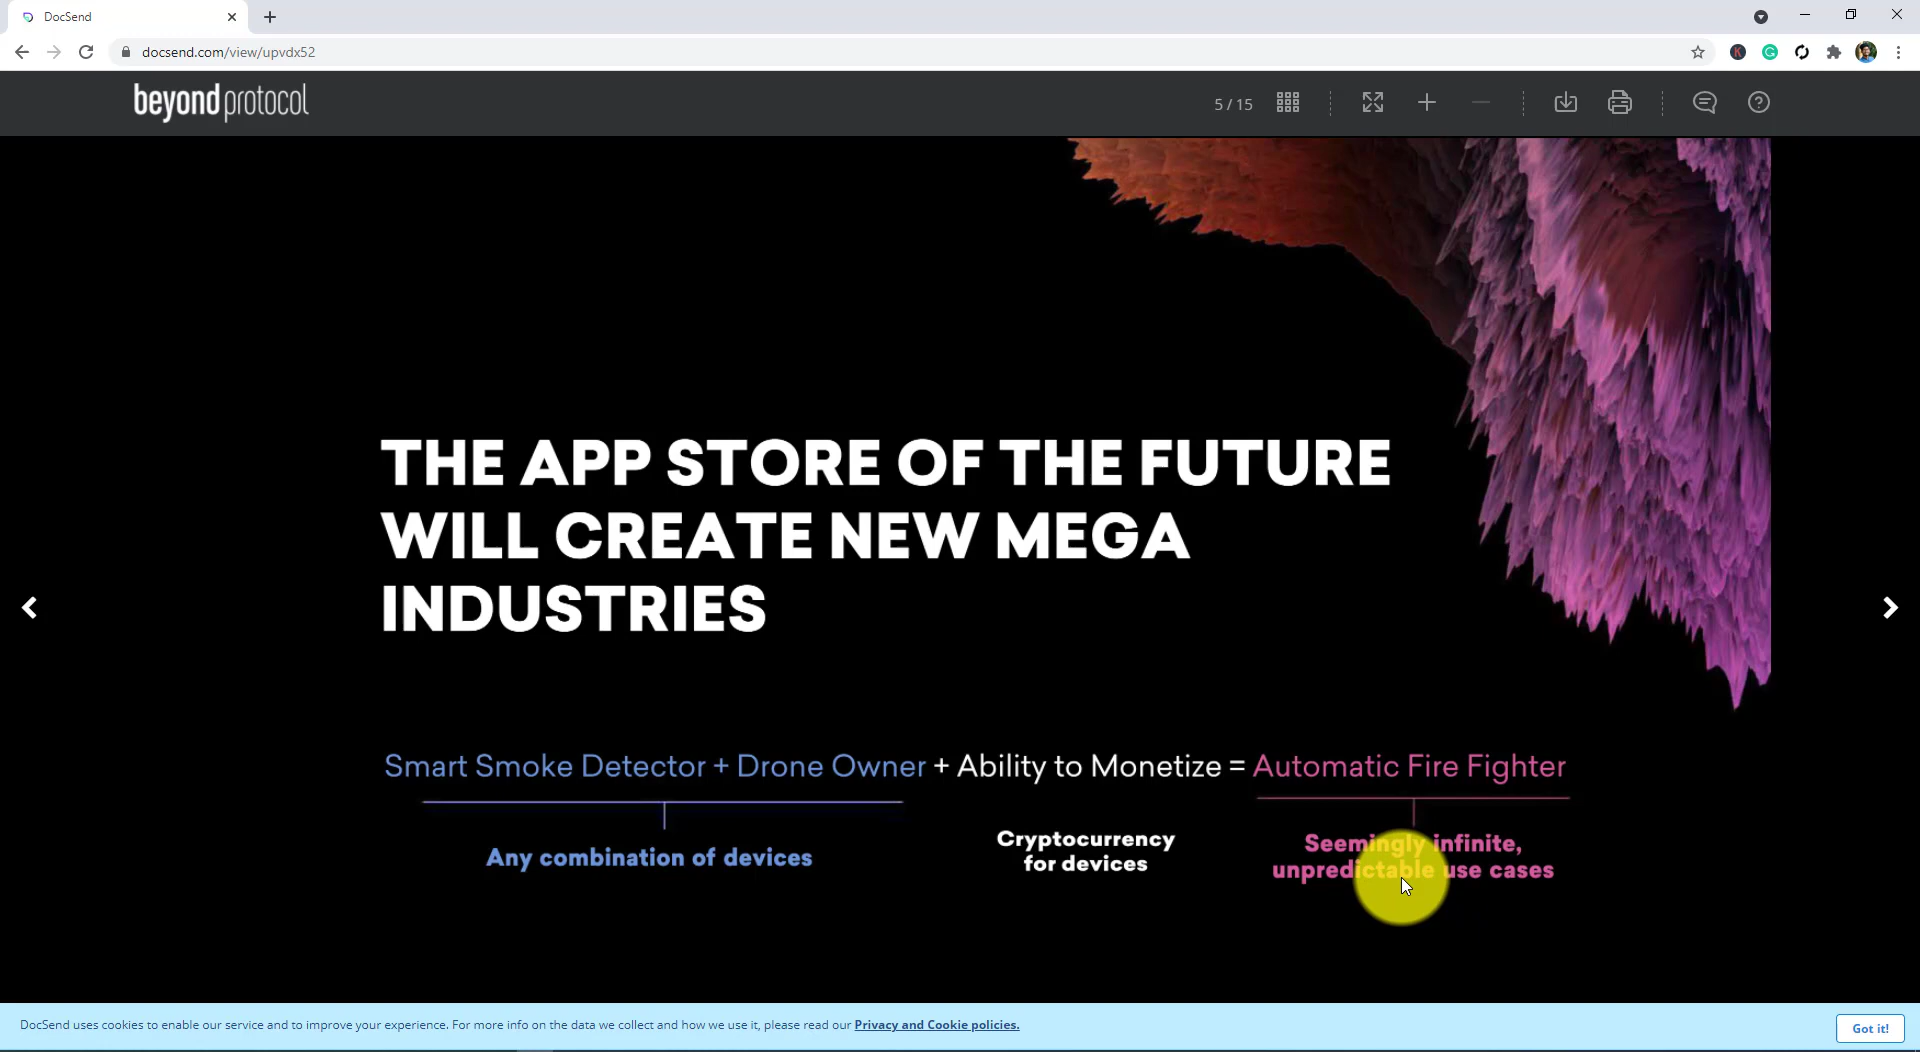 DocSend
docsend.com/view/upvdx52
beyond protocol
5 / 15
THE APP STORE OF THE FUTURE
WILL CREATE NEW MEGA
INDUSTRIES
Smart Smoke Detector + Drone Owner + Ability to Monetize = Automatic Fire Fighter
Any combination of devices
Cryptocurrency
for devices
Seemingly infinite,
unpredictable use cases
DocSend uses cookies to enable our service and to improve your experience. For more info on the data we collect and how we use it, please read our Privacy and Cookie policies.
Got it!